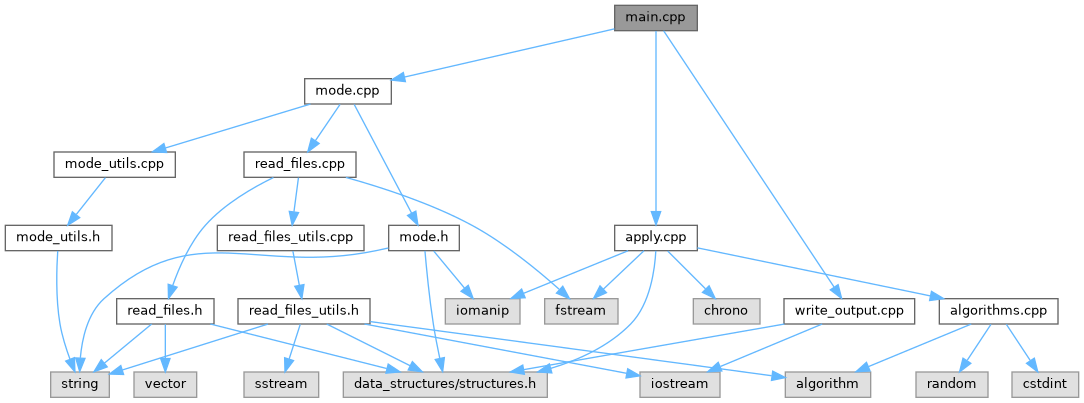 main.cpp
mode.cpp
mode_utils.cpp
read_files.cpp
mode_utils.h
read_files_utils.cpp
mode.h
apply.cpp
read_files.h
read_files_utils.h
iomanip
fstream
chrono
write_output.cpp
algorithms.cpp
string
vector
sstream
data_structures/structures.h
iostream
algorithm
random
cstdint